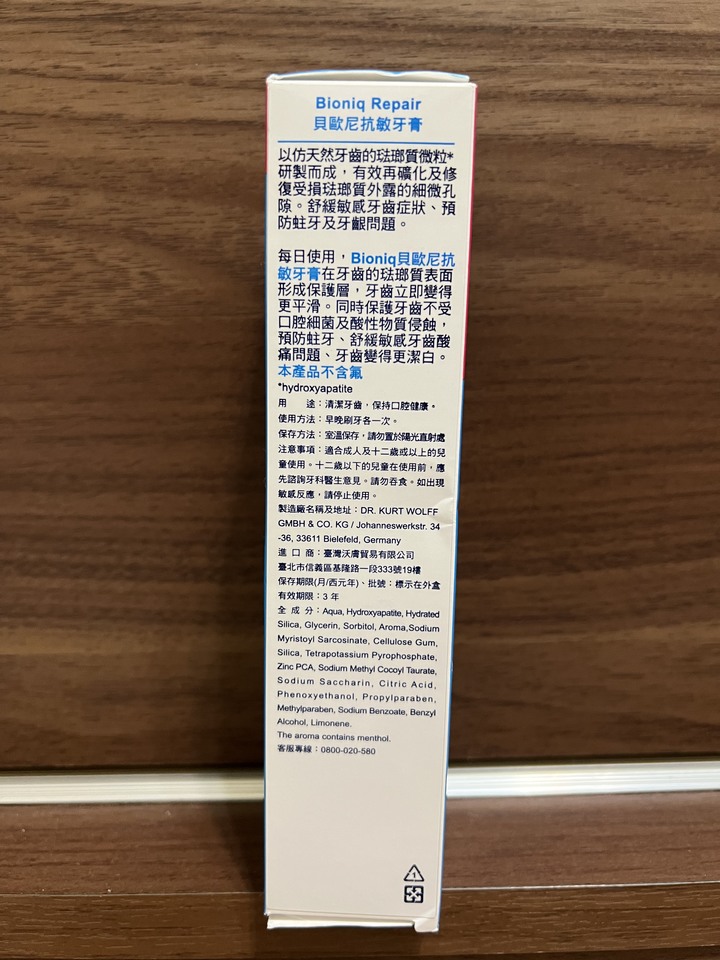 Bioniq Repair
貝歐尼抗敏牙膏
以仿天然牙齒的琺瑯質微粒*
研製而成，有效再礦化及修
復受損琺瑯質外露的細微孔
隙。舒緩敏感牙齒症狀、預
防蛀牙及牙齦問題。
每日使用，Bioniq貝歐尼抗
敏牙膏在牙齒的琺瑯質表面
形成保護層，牙齒立即變得
更平滑。同時保護牙齒不受
口腔細菌及酸性物質侵蝕，
預防蛀牙、舒緩敏感牙齒酸
痛問題、牙齒變得更潔白。
本產品不含氟
*hydroxyapatite
用 途：清潔牙齒，保持口腔健康。
使用方法：早晚刷牙各一次。
保存方法：室溫保存，請勿置於陽光直射處
注意事項：適合成人及十二歲或以上的兒
童使用。十二歲以下的兒童在使用前，應
先諮詢牙科醫生意見。請勿吞食。如出現
敏感反應，請停止使用。
製造廠名稱及地址：DR. KURT WOLFF
GMBH & CO. KG / Johanneswerkstr. 34
-36, 33611 Bielefeld, Germany
進 口 商：臺灣沃膚貿易有限公司
臺北市信義區基隆路一段333號19樓
保存期限(月/西元年)、批號：標示在外盒
有效期限：3 年
全 成 分：Aqua, Hydroxyapatite, Hydrated
Silica, Glycerin, Sorbitol, Aroma,Sodium
Myristoyl Sarcosinate, Cellulose Gum,
Silica, Tetrapotassium Pyrophosphate,
Zinc PCA, Sodium Methyl Cocoyl Taurate,
Sodium Saccharin, Citric Acid,
Phenoxyethanol, Propylparaben,
Methylparaben, Sodium Benzoate, Benzyl
Alcohol, Limonene.
The aroma contains menthol.
客服專線：0800-020-580
1